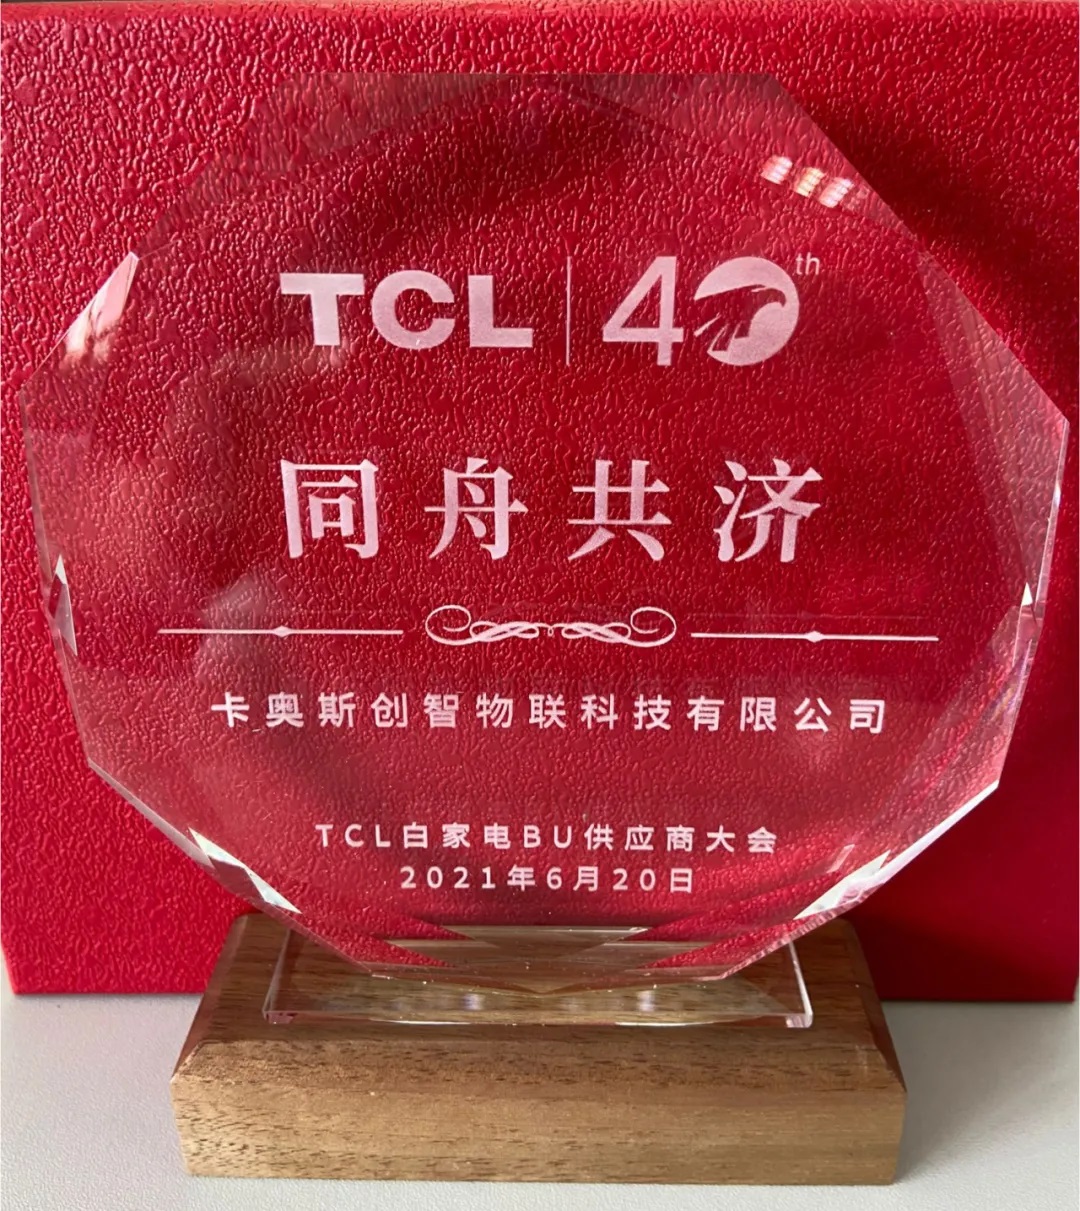 TCL 40th
同舟共济
卡奥斯创智物联科技有限公司
TCL白家电BU供应商大会
2021年6月20日